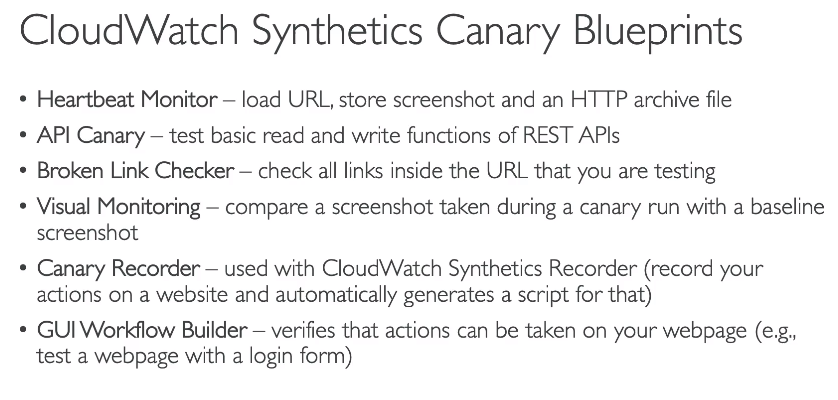 CloudWatch Synthetics Canary Blueprints
• Heartbeat Monitor – load URL, store screenshot and an HTTP archive file
• API Canary – test basic read and write functions of REST APIs
• Broken Link Checker – check all links inside the URL that you are testing
• Visual Monitoring – compare a screenshot taken during a canary run with a baseline
screenshot
• Canary Recorder – used with CloudWatch Synthetics Recorder (record your
actions on a website and automatically generates a script for that)
• GUI Workflow Builder – verifies that actions can be taken on your webpage (e.g.,
test a webpage with a login form)